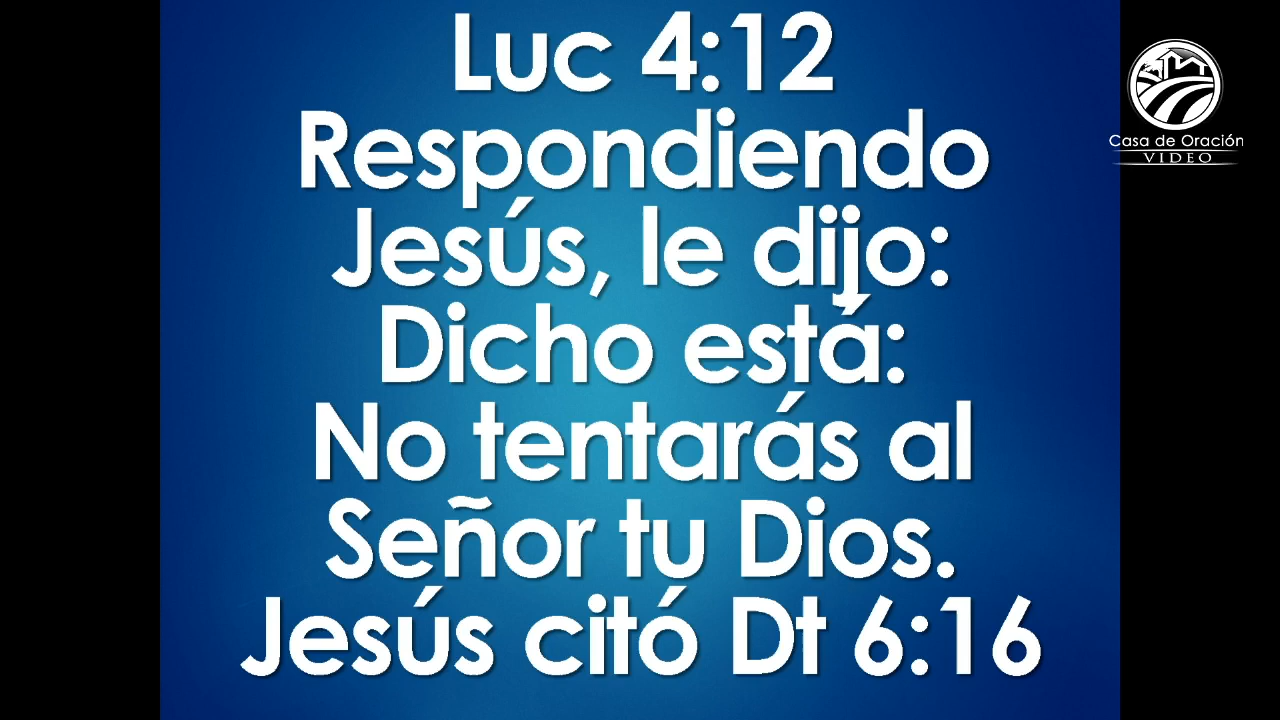 Luc 4:12
Respondiendo
Jesús, le dijo:
Dicho está:
No tentarás al
Señor tu Dios.
Jesús citó Dt 6:16
Casa de Oración
VIDEO